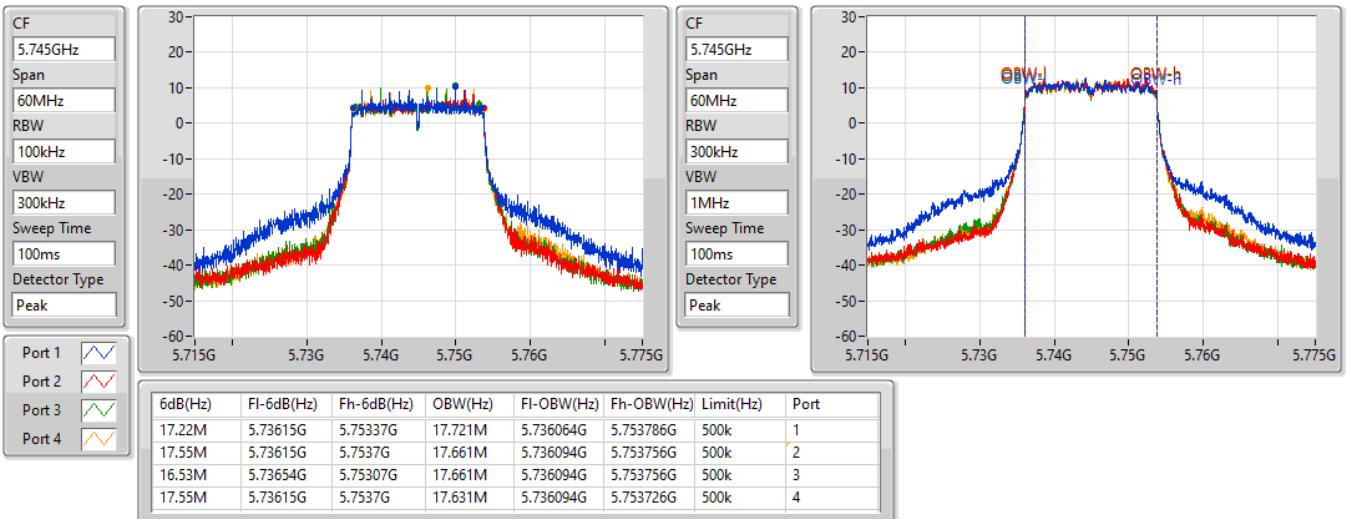 CF
5.745GHz
Span
60MHz
RBW
100kHz
VBW
300kHz
Sweep Time
100ms
Detector Type
Peak
30
20
10
0
-10
-20
-30
-40
-50
-60
5.715G 5.73G 5.74G 5.75G 5.76G 5.775G
CF
5.745GHz
Span
60MHz
RBW
300kHz
VBW
1MHz
Sweep Time
100ms
Detector Type
Peak
30
20
10
0
-10
-20
-30
-40
-50
-60
OBW-l OBW-h
5.715G 5.73G 5.74G 5.75G 5.76G 5.775G
Port 1
Port 2
Port 3
Port 4
6dB(Hz) Fl-6dB(Hz) Fh-6dB(Hz) OBW(Hz) Fl-OBW(Hz) Fh-OBW(Hz) Limit(Hz) Port
17.22M 5.73615G 5.75337G 17.721M 5.736064G 5.753786G 500k 1
17.55M 5.73615G 5.7537G 17.661M 5.736094G 5.753756G 500k 2
16.53M 5.73654G 5.75307G 17.661M 5.736094G 5.753756G 500k 3
17.55M 5.73615G 5.7537G 17.631M 5.736094G 5.753726G 500k 4